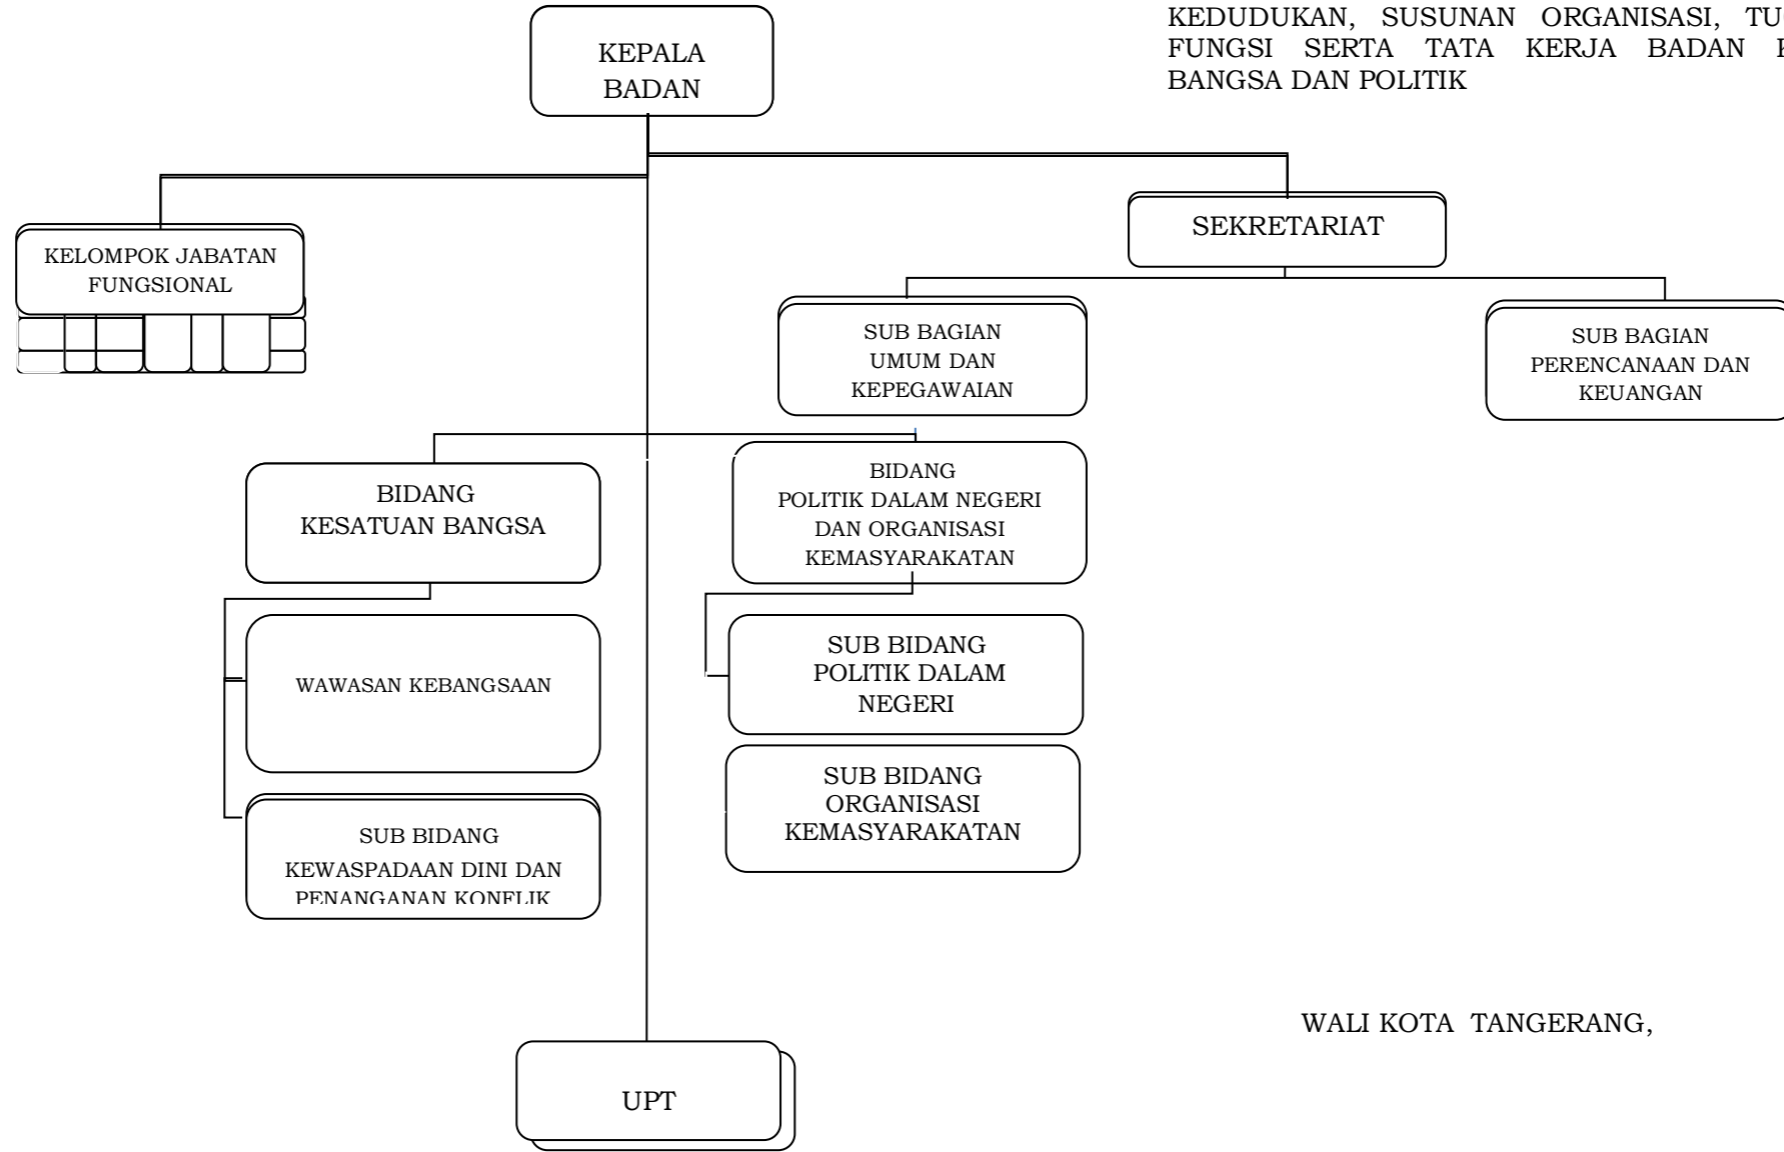 KEDUDUKAN, SUSUNAN ORGANISASI,
FUNGSI SERTA TATA KERJA BADAN
BANGSA DAN POLITIK
KEPALA
BADAN
SEKRETARIAT
KELOMPOK JABATAN
FUNGSIONAL
SUB BAGIAN
UMUM DAN
KEPEGAWAIAN
SUB BAGIAN
PERENCANAAN DAN
KEUANGAN
BIDANG
KESATUAN BANGSA
BIDANG
POLITIK DALAM NEGERI
DAN ORGANISASI
KEMASYARAKATAN
WAWASAN KEBANGSAAN
SUB BIDANG
POLITIK DALAM
NEGERI
SUB BIDANG
KEWASPADAAN DINI DAN
PENANGANAN KONFLIK
SUB BIDANG
ORGANISASI
KEMASYARAKATAN
WALI KOTA TANGERANG,
UPT